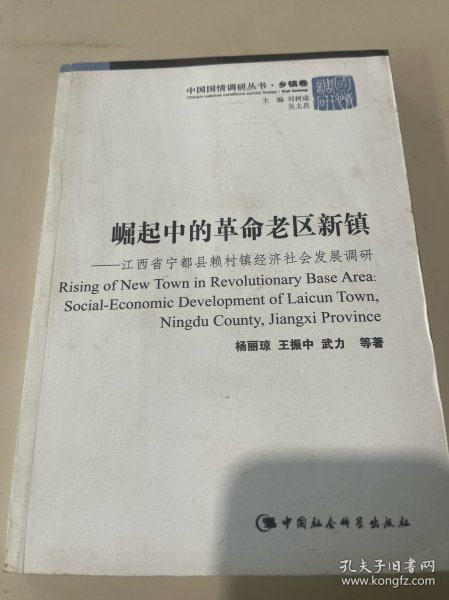 中国国情调研丛书·乡镇卷
China's national conditions survey Series · Vol towns
主 编 刘树成
吴太昌
崛起中的革命老区新镇
——江西省宁都县赖村镇经济社会发展调研
Rising of New Town in Revolutionary Base Area:
Social-Economic Development of Laicun Town,
Ningdu County, Jiangxi Province
杨丽琼 王振中 武力 等著
中国社会科学出版社
孔夫子旧书网
www.kongfz.com